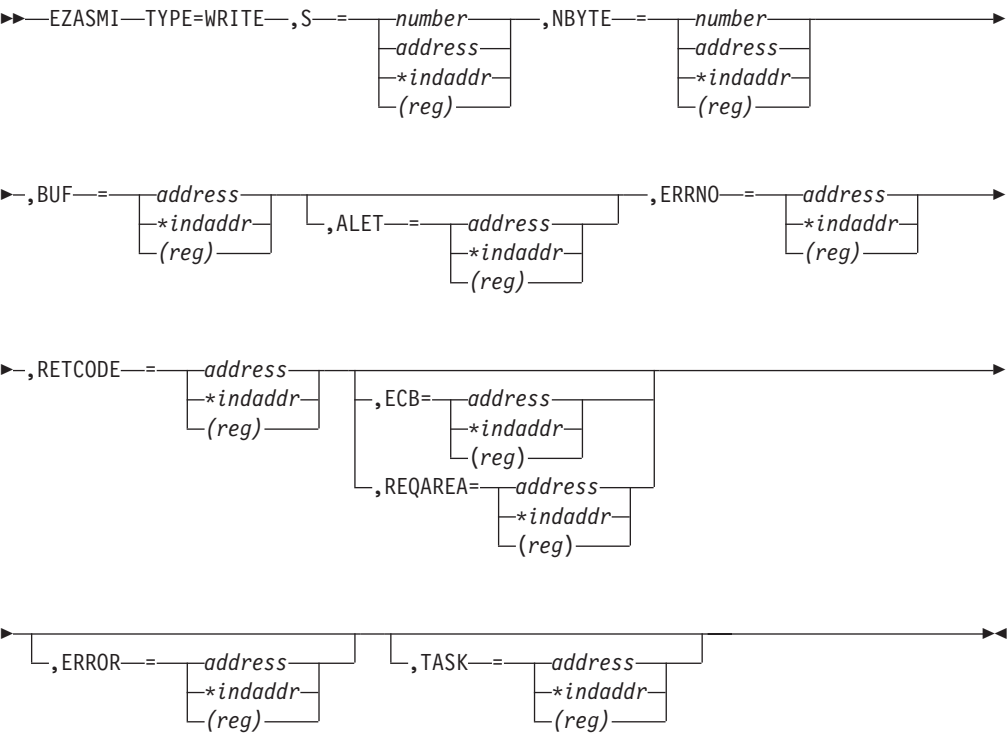 EZASMI TYPE=WRITE ,S = number ,NBYTE = number
address address
*indaddr *indaddr
(reg) (reg)
,BUF = address ,ERRNO = address
*indaddr ,ALET = address *indaddr
(reg) *indaddr (reg)
(reg)
,RETCODE = address
*indaddr ,ECB= address
(reg) *indaddr
(reg)
,REQAREA= address
*indaddr
(reg)
,ERROR = address ,TASK = address
*indaddr *indaddr
(reg) (reg)